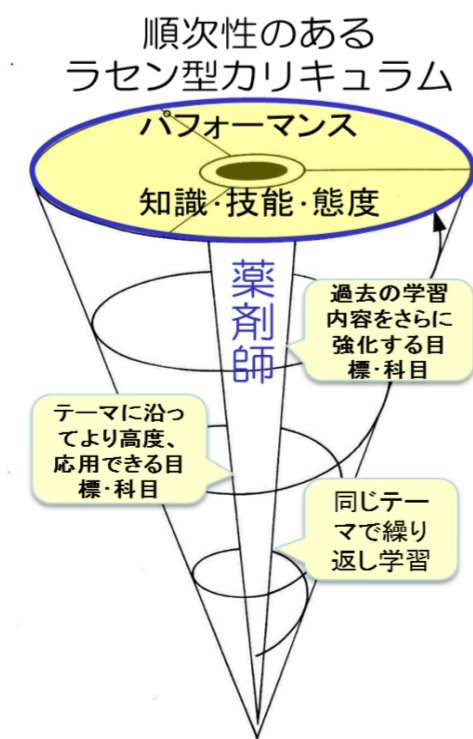 順次性のある
ラセン型カリキュラム
パフォーマンス
知識･技能･態度
薬剤師
過去の学習
内容をさらに
強化する目
標･科目
テーマに沿っ
てより高度、
応用できる目
標･科目
同じテー
マで繰り
返し学習